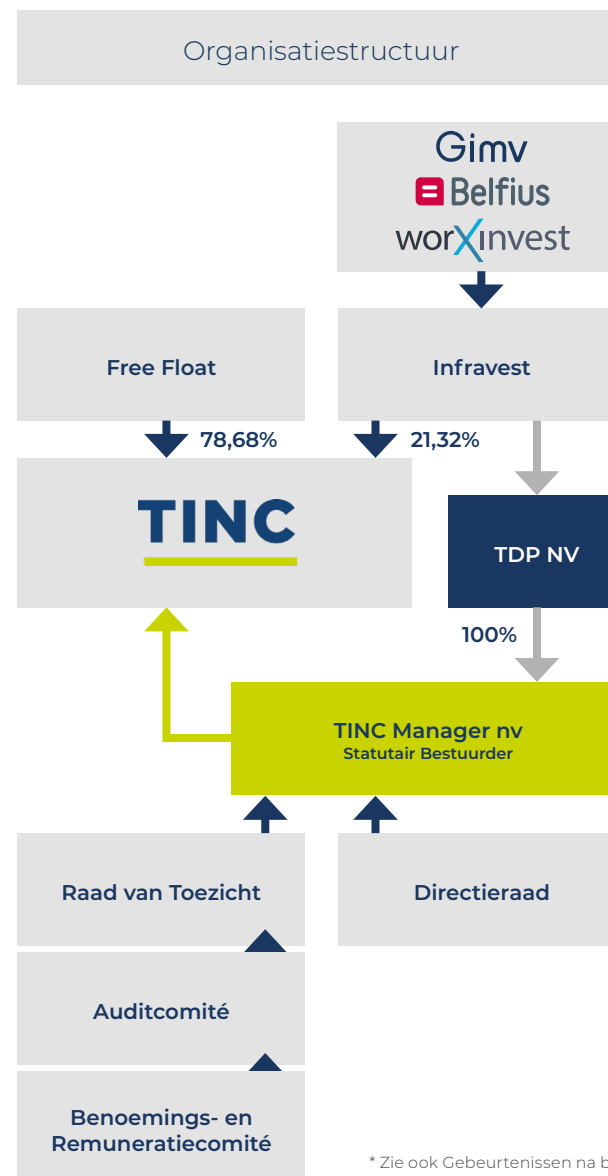 Organisatiestructuur
Gimv
Belfius
worXinvest
Free Float
Infravest
78,68%
21,32%
TINC
TDP NV
100%
TINC Manager nv
Statutair Bestuurder
Raad van Toezicht
Directieraad
Auditcomité
Benoemings- en
Remuneratiecomité
* Zie ook Gebeurtenissen na b